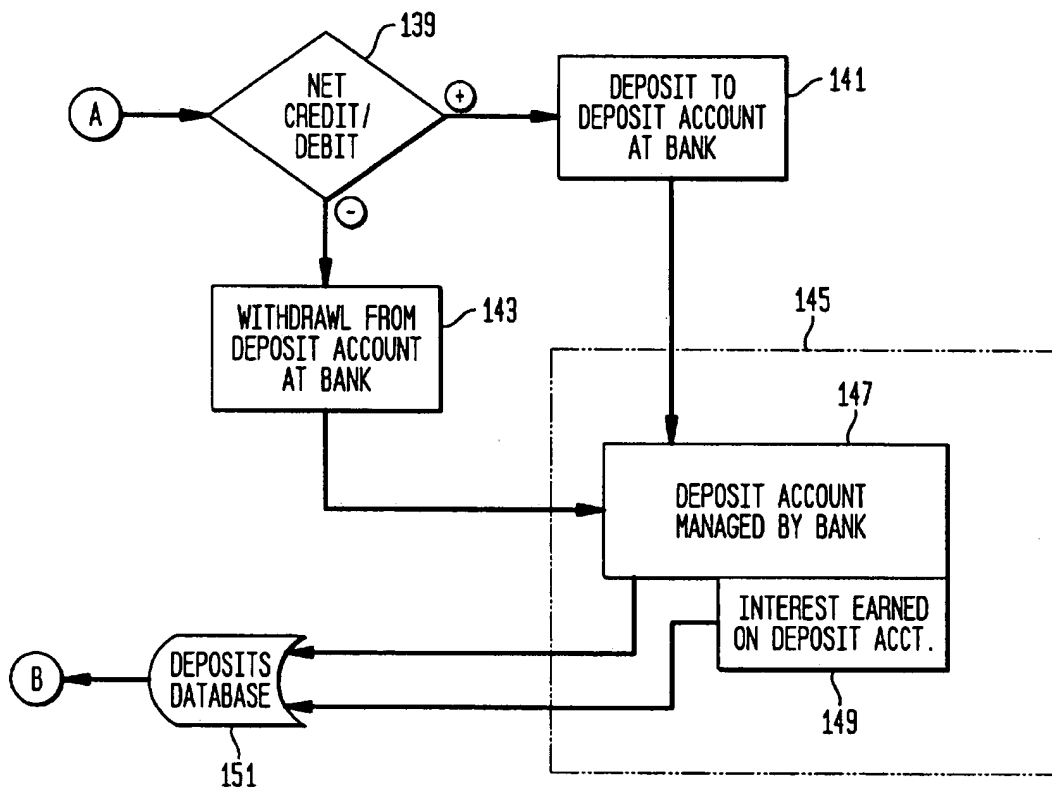 139
A
NET
CREDIT/
DEBIT
+
DEPOSIT TO
DEPOSIT ACCOUNT
AT BANK
141
-
WITHDRAWL FROM
DEPOSIT ACCOUNT
AT BANK
143
145
147
DEPOSIT ACCOUNT
MANAGED BY BANK
INTEREST EARNED
ON DEPOSIT ACCT.
149
B
DEPOSITS
DATABASE
151